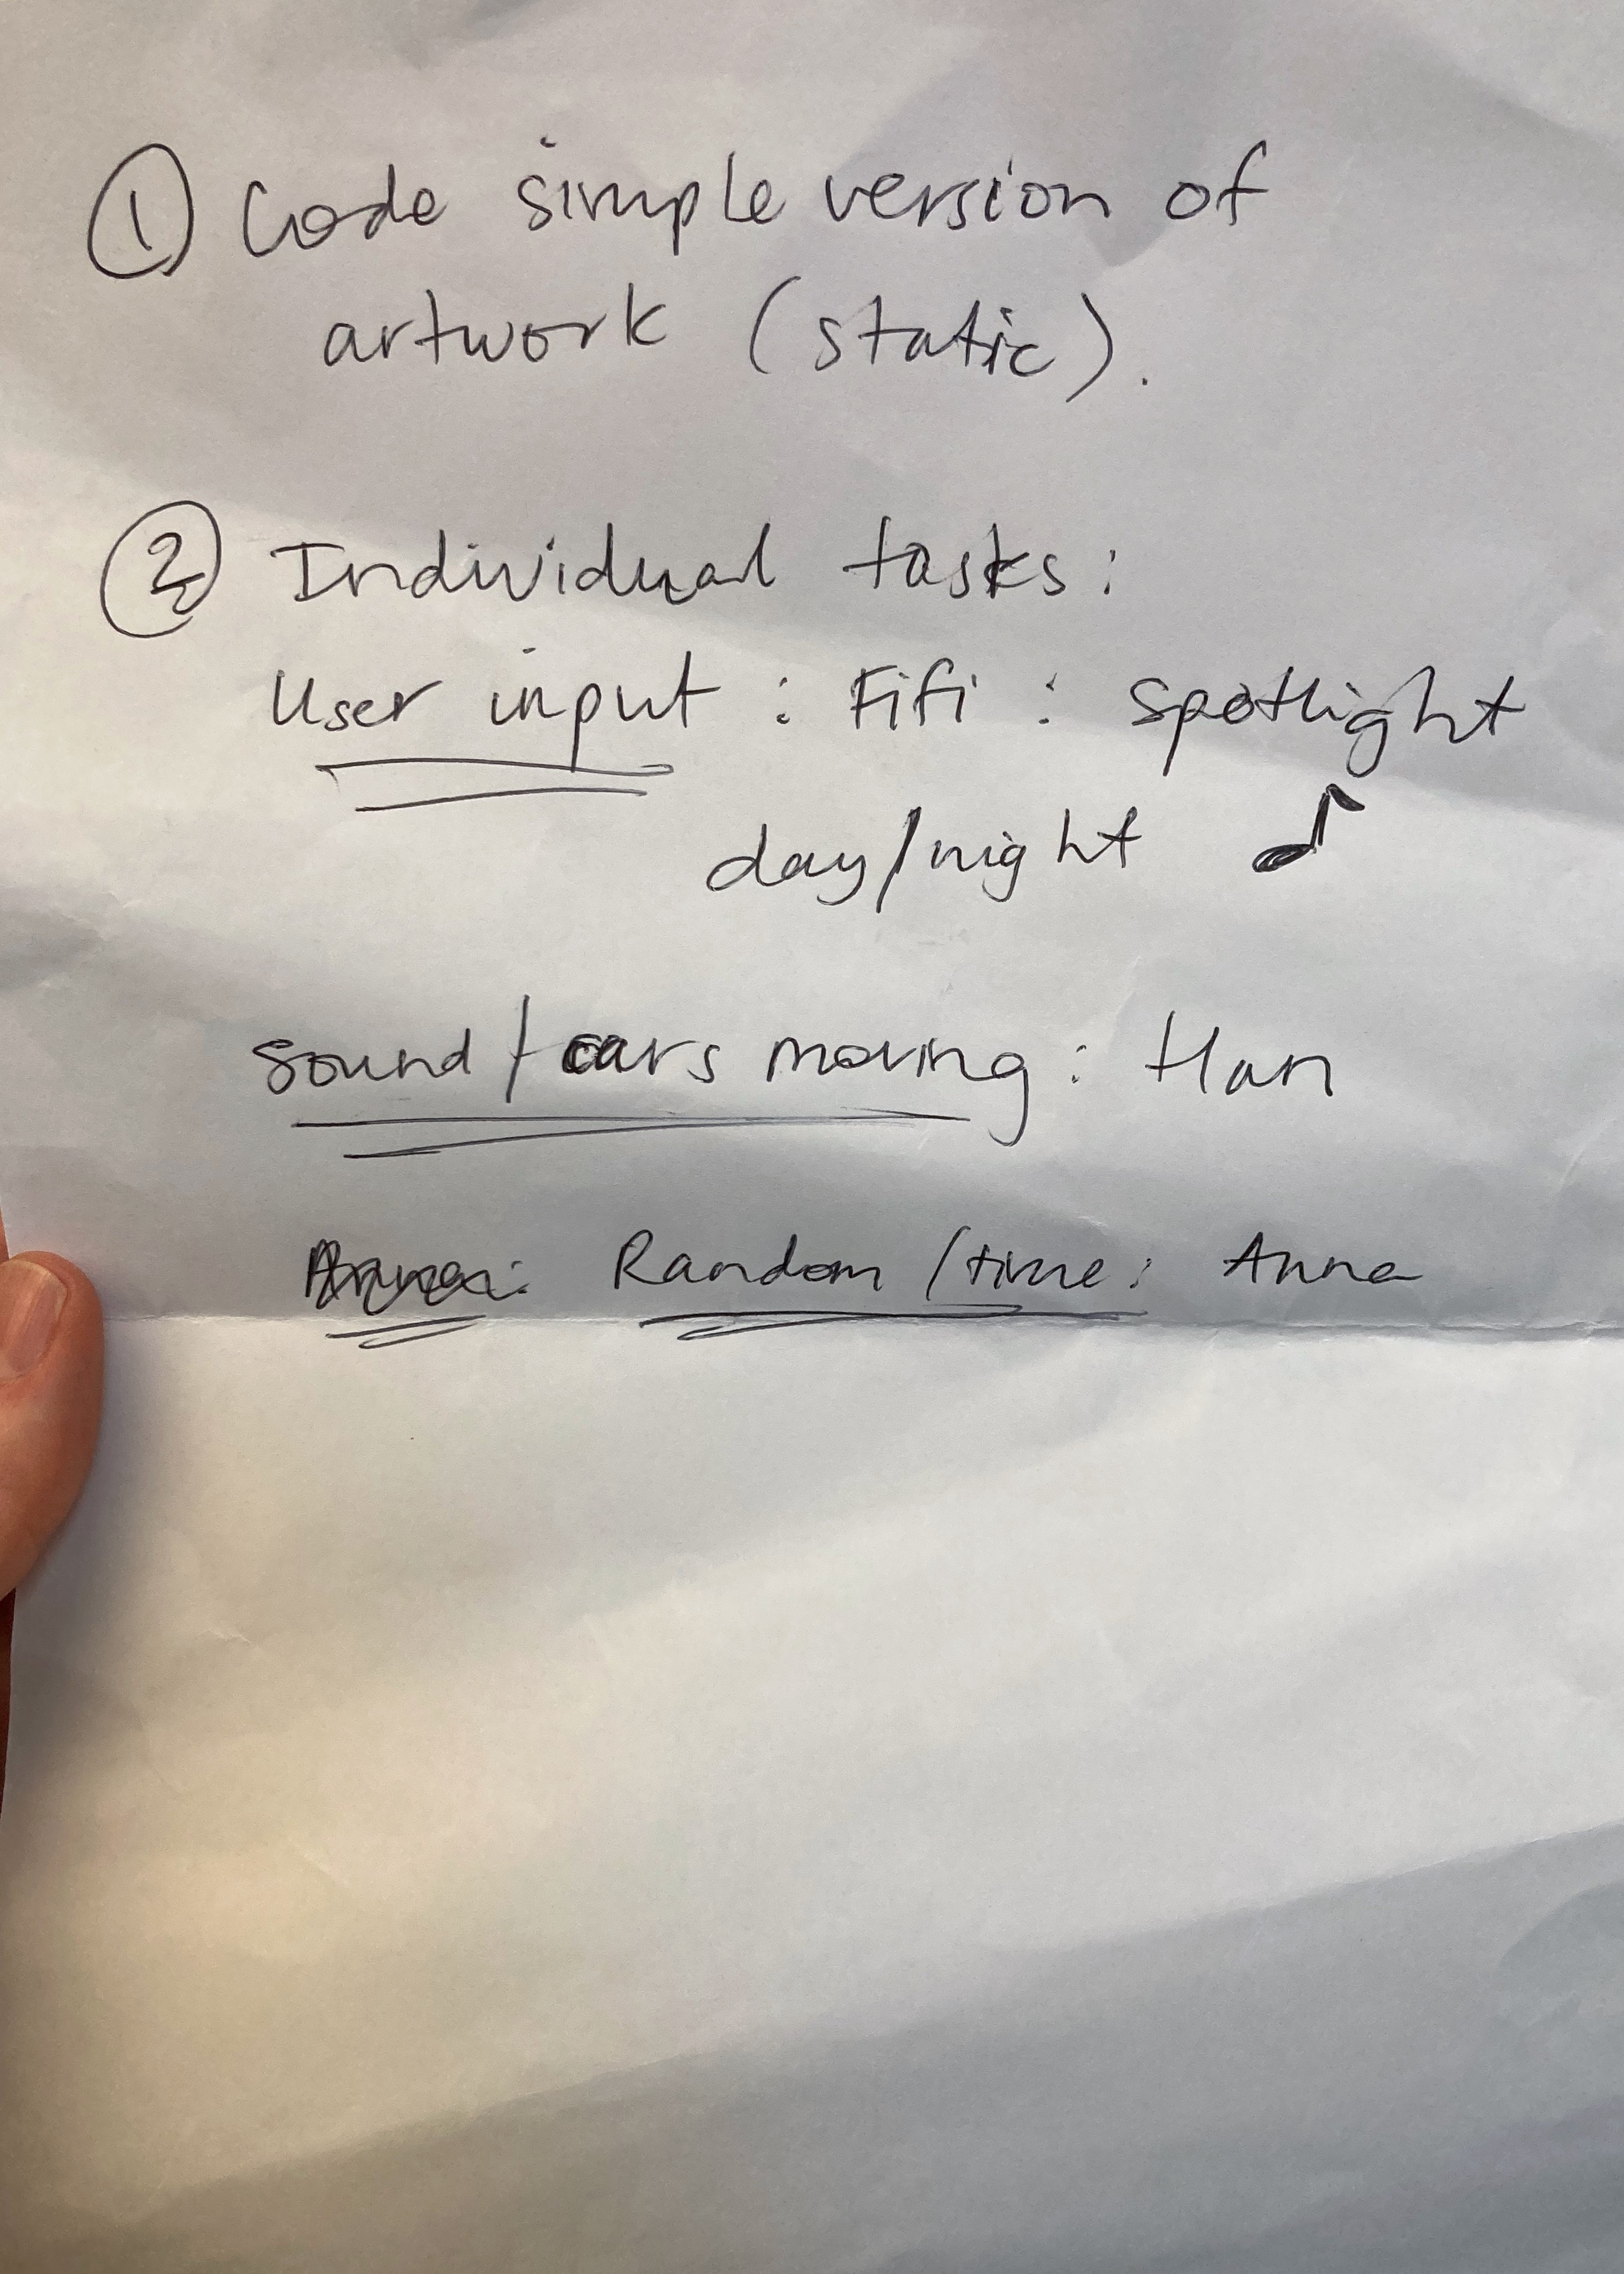 ① Code simple version of
artwork (static).
② Individual tasks:
User input : Fifi : spotlight
day/night ♪
sound / cars moving : Han
Random / time : Anna